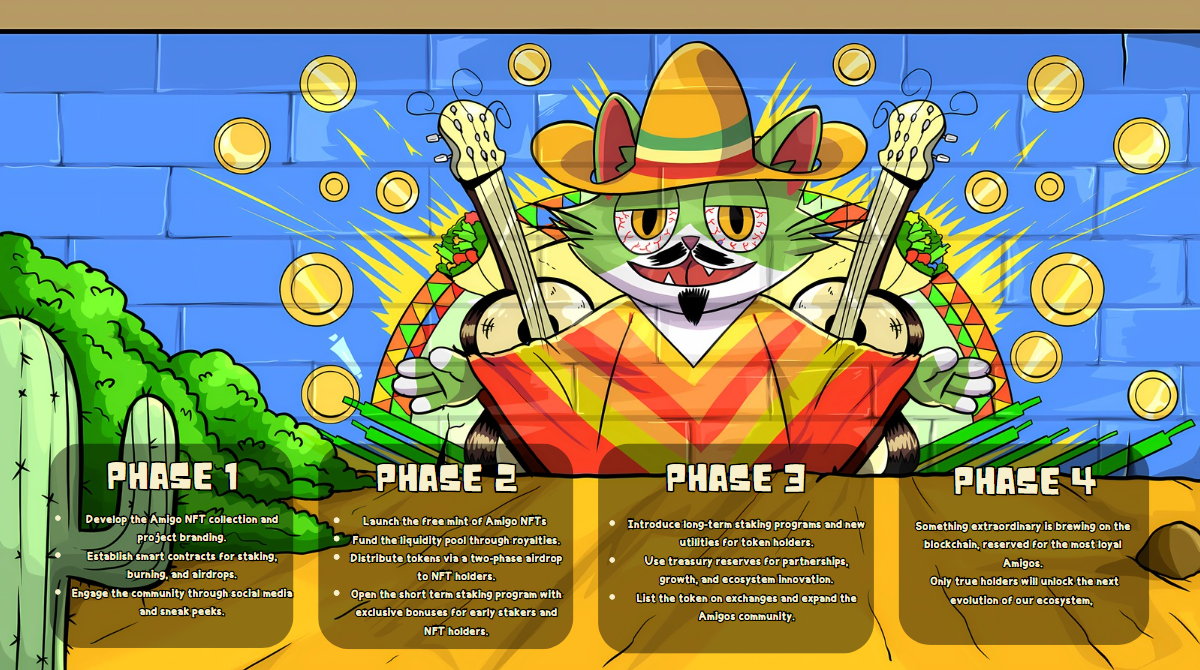 PHASE 1
Develop the Amigo NFT collection and
project branding.
Establish smart contracts for staking,
burning, and airdrops.
Engage the community through social media
and sneak peeks.
PHASE 2
Launch the free mint of Amigo NFTs
Fund the liquidity pool through royalties.
Distribute tokens via a two-phase airdrop
to NFT holders.
Open the short term staking program with
exclusive bonuses for early stakers and
NFT holders.
PHASE 3
Introduce long-term staking programs and new
utilities for token holders.
Use treasury reserves for partnerships,
growth, and ecosystem innovation.
List the token on exchanges and expand the
Amigos community.
PHASE 4
Something extraordinary is brewing on the
blockchain, reserved for the most loyal
Amigos.
Only true holders will unlock the next
evolution of our ecosystem,